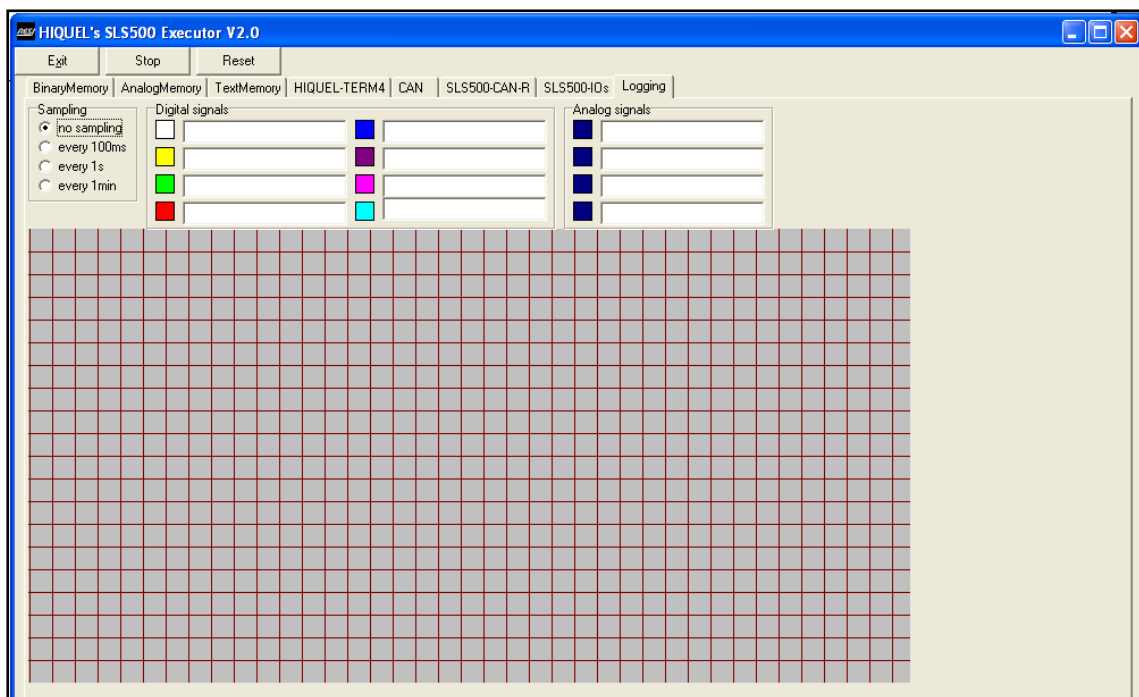 HIQUEL's SLS500 Executor V2.0
Exit Stop Reset
BinaryMemory AnalogMemory TextMemory HIQUEL-TERM4 CAN SLS500-CAN-R SLS500-IOs Logging
Sampling
no sampling
every 100ms
every 1s
every 1min
Digital signals
Analog signals